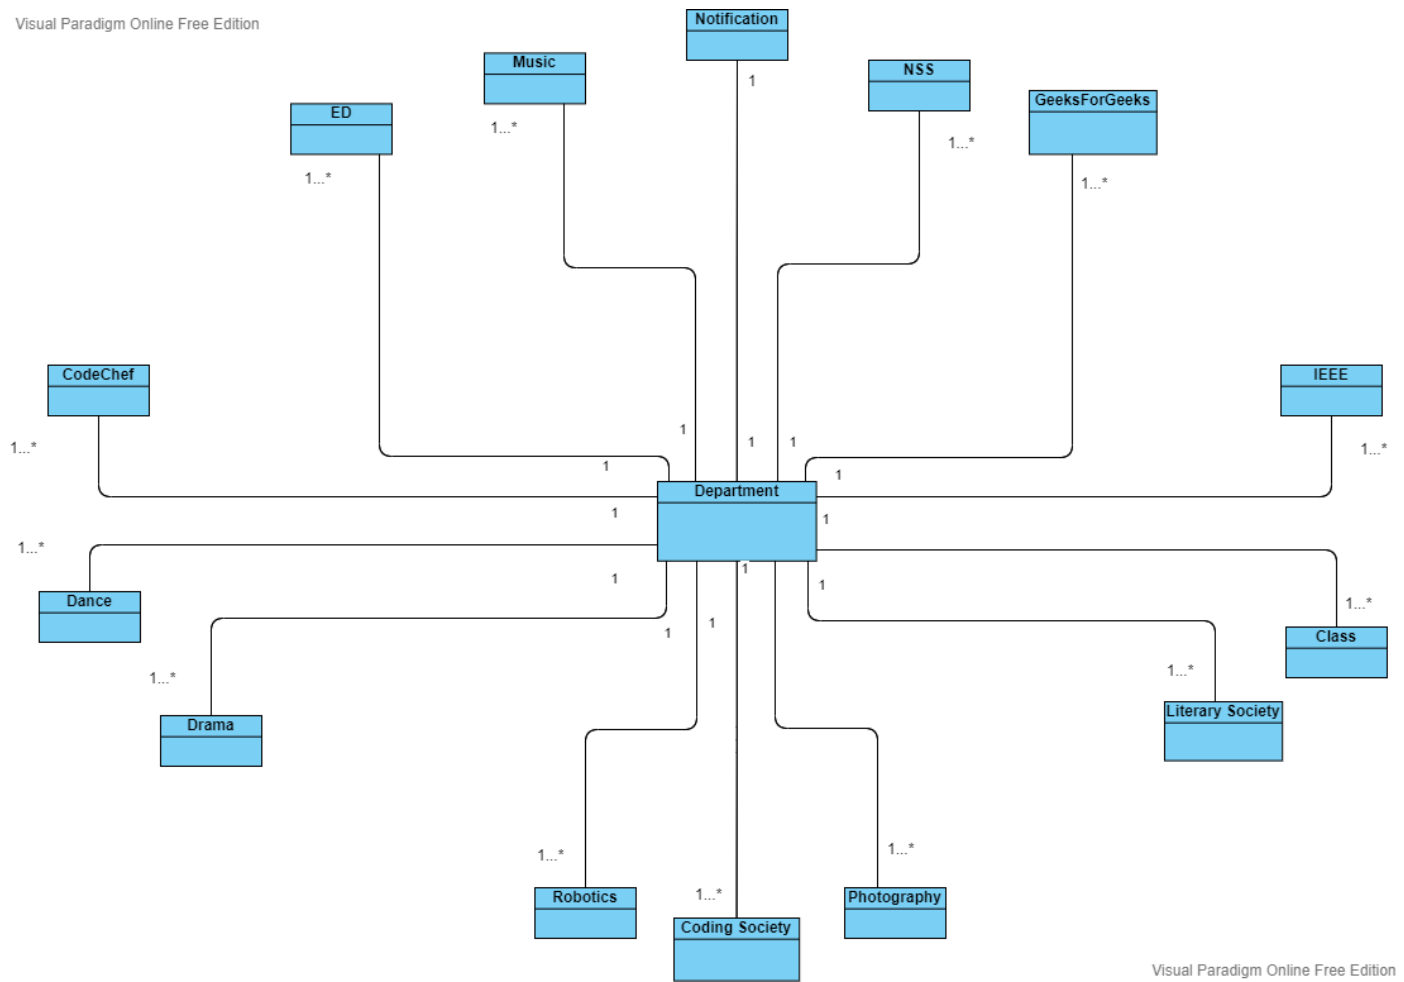 Visual Paradigm Online Free Edition
Notification
1
Music
1...*
NSS
1...*
GeeksForGeeks
1...*
ED
1...*
CodeChef
1...*
IEEE
1...*
1
1
1
1
1
Department
1
1
1
1
1
1
1
1...*
Dance
1...*
Class
1...*
Drama
1...*
Literary Society
1...*
Robotics
1...*
Coding Society
1...*
Photography
Visual Paradigm Online Free Edition